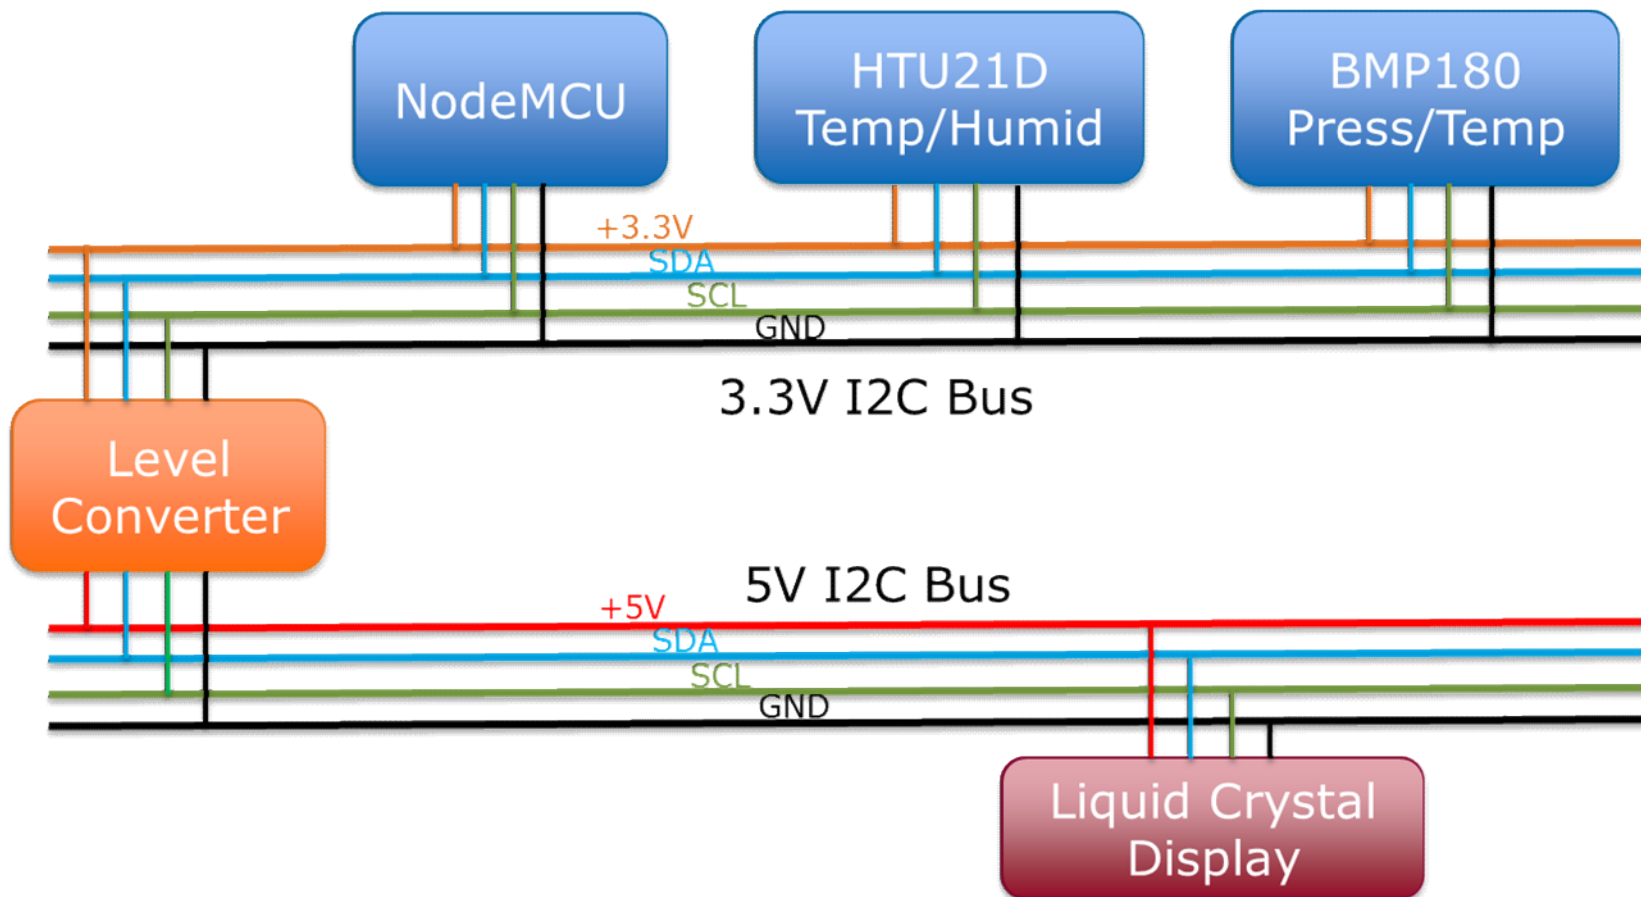 NodeMCU
HTU21D
Temp/Humid
BMP180
Press/Temp
+3.3V
SDA
SCL
GND
3.3V I2C Bus
Level
Converter
5V I2C Bus
+5V
SDA
SCL
GND
Liquid Crystal
Display